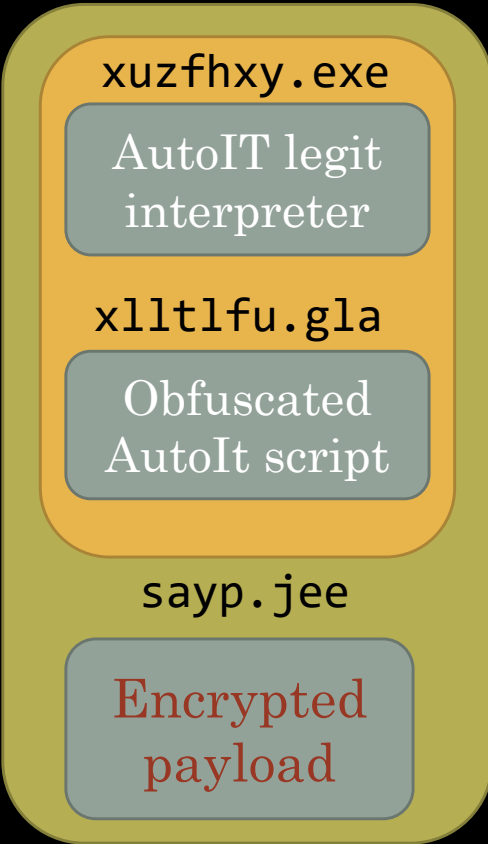 xuzfhxy.exe
AutoIT legit
interpreter
xlltlfu.gla
Obfuscated
AutoIt script
sayp.jee
Encrypted
payload